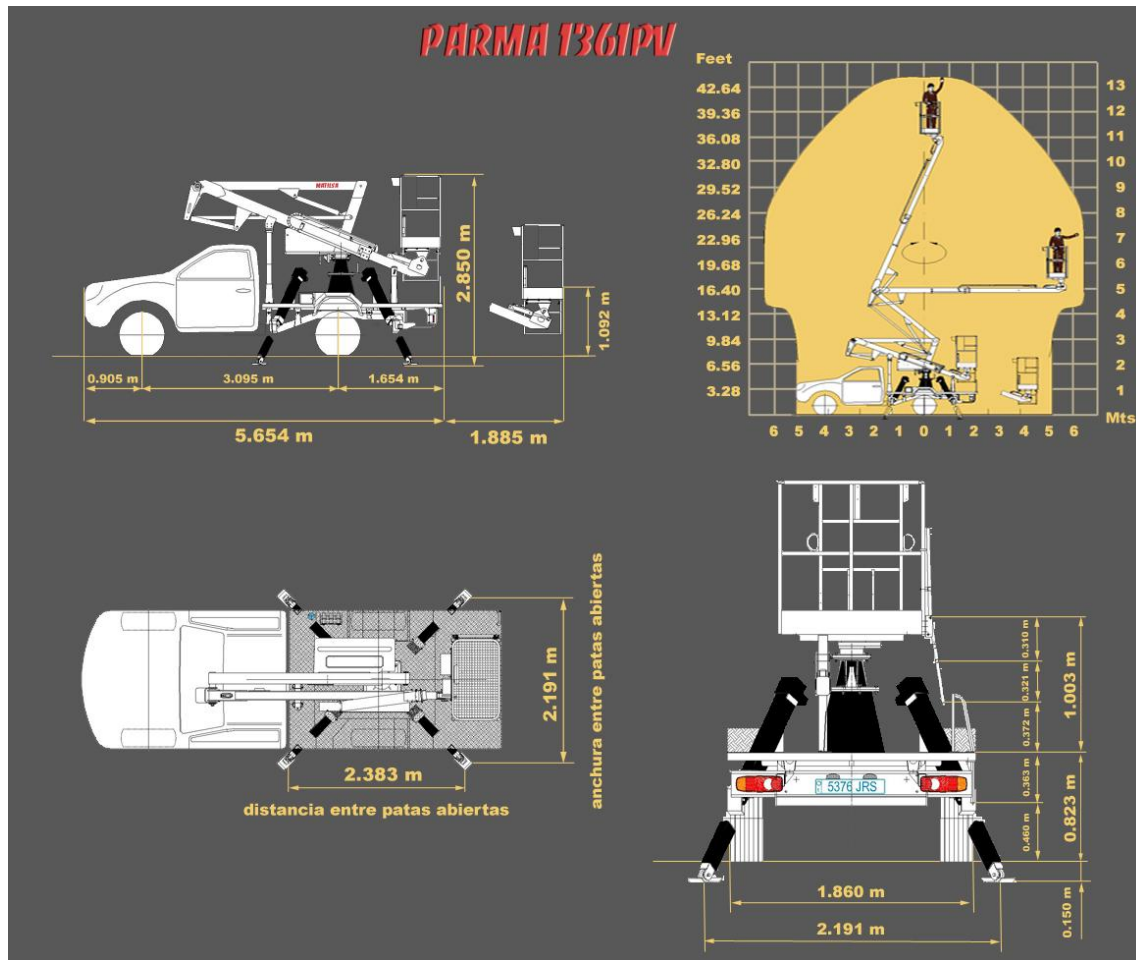 PARMA 1361PV
Feet
42.64
39.36
36.08
32.80
29.52
26.24
22.96
19.68
16.40
13.12
9.84
6.56
3.28
13
12
11
10
9
8
7
6
5
4
3
2
1
Mts
6 5 4 3 2 1 0 1 2 3 4 5 6
MATILSA
2.850 m
1.092 m
0.905 m
3.095 m
1.654 m
5.654 m
1.885 m
2.191 m
anchura entre patas abiertas
2.383 m
distancia entre patas abiertas
0.310 m
0.321 m
0.372 m
1.003 m
0.363 m
0.460 m
0.823 m
0.150 m
5376 JRS
1.860 m
2.191 m